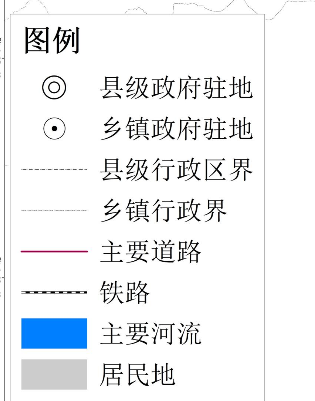 图例
县级政府驻地
乡镇政府驻地
县级行政区界
乡镇行政界
主要道路
铁路
主要河流
居民地